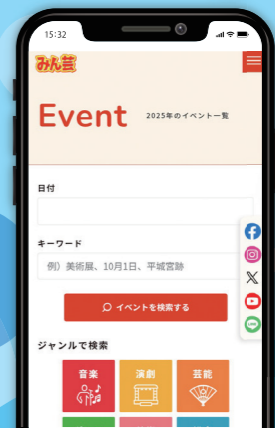 15:32
みん芸
Event 2025年のイベント一覧
日付
キーワード
例）美術展、10月1日、平城宮跡
イベントを検索する
ジャンルで検索
音楽 演劇 芸能
LINE